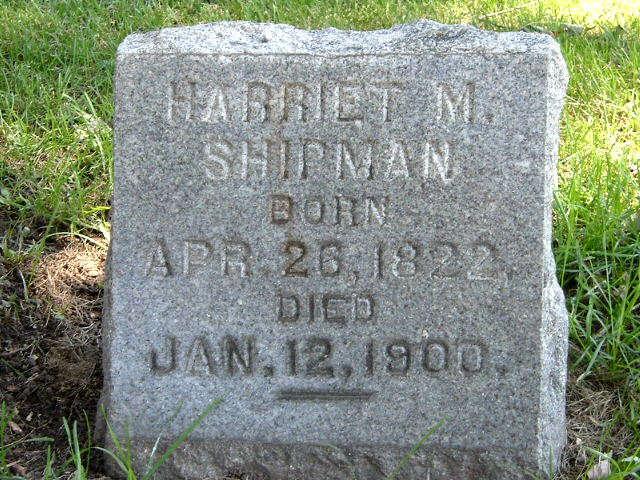 HARRIET M.
SHIPMAN
BORN
APR. 26, 1822,
DIED
JAN. 12, 1900.